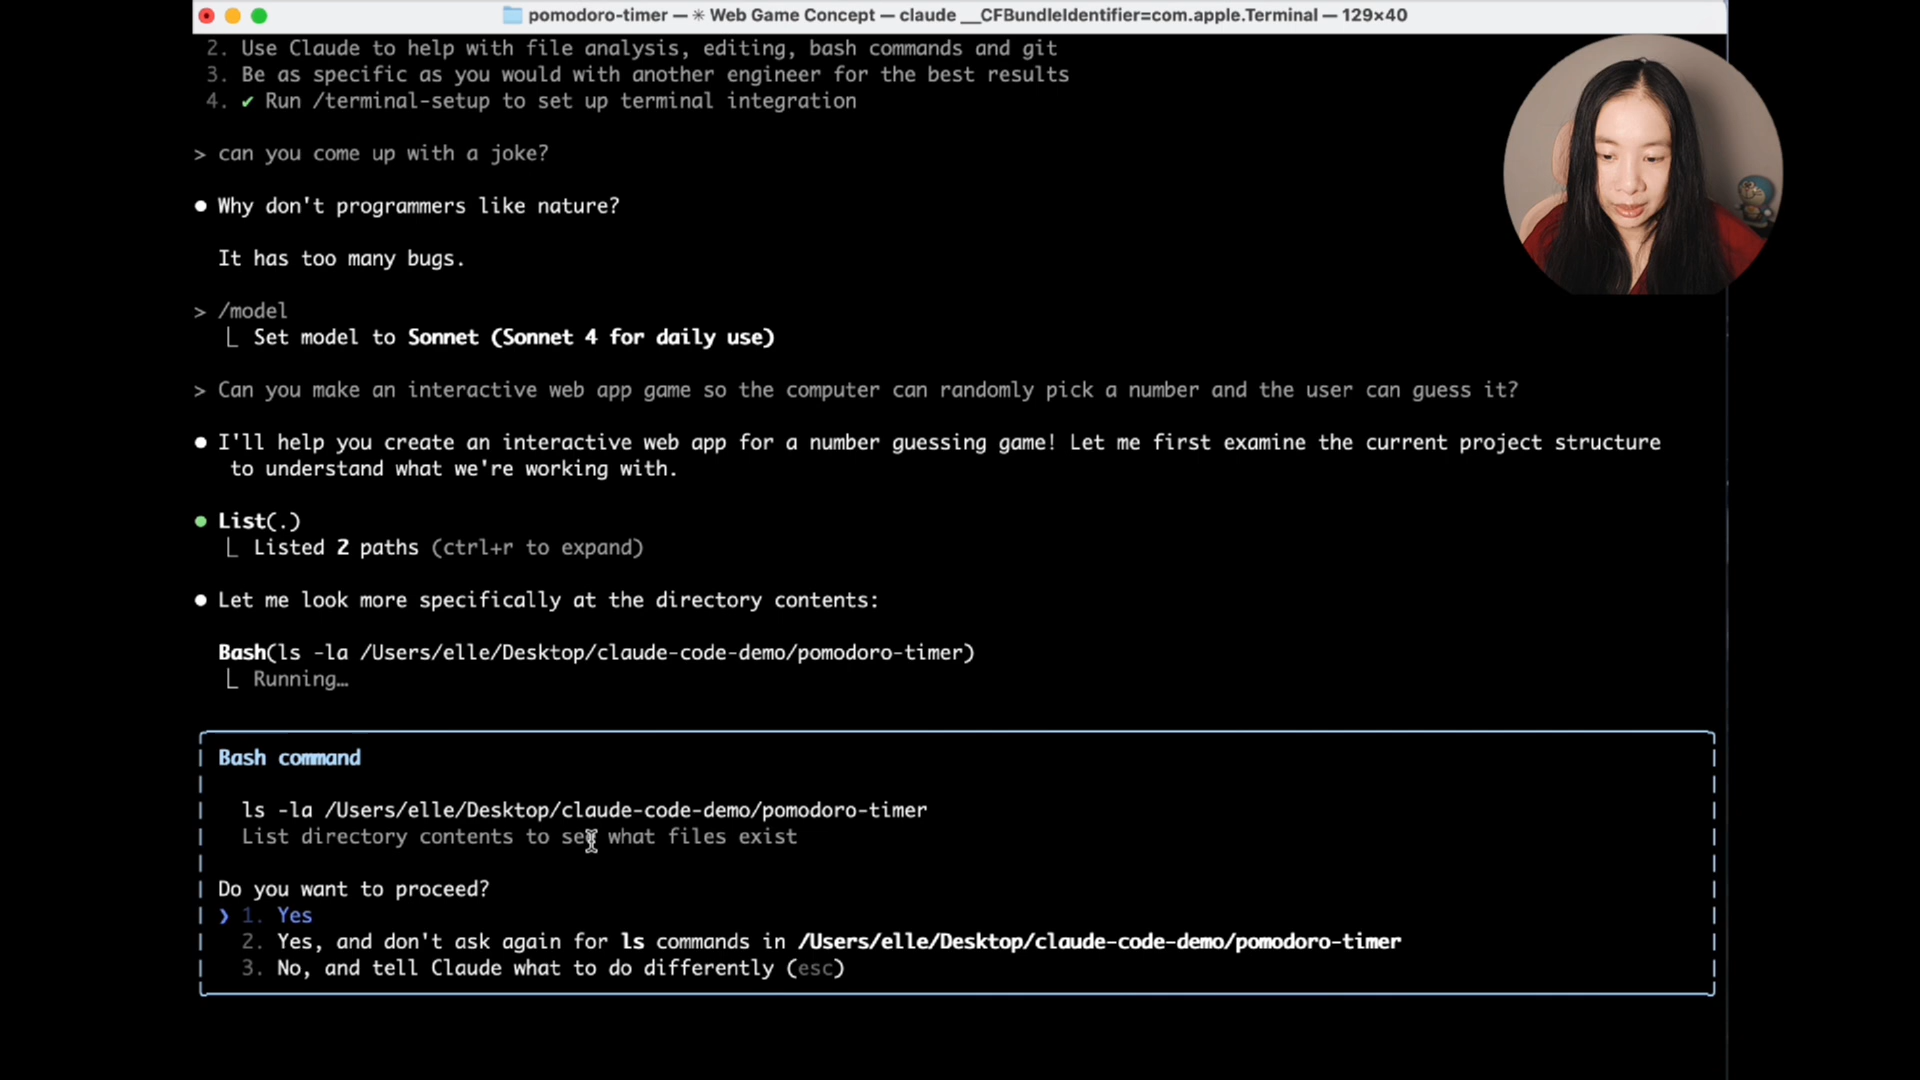 pomodoro-timer — ✳ Web Game Concept — claude __CFBundleIdentifier=com.apple.Terminal — 129×40
2. Use Claude to help with file analysis, editing, bash commands and git
3. Be as specific as you would with another engineer for the best results
4. ✔ Run /terminal-setup to set up terminal integration
> can you come up with a joke?
● Why don't programmers like nature?
It has too many bugs.
> /model
⎿ Set model to Sonnet (Sonnet 4 for daily use)
> Can you make an interactive web app game so the computer can randomly pick a number and the user can guess it?
● I'll help you create an interactive web app for a number guessing game! Let me first examine the current project structure
to understand what we're working with.
● List(.)
⎿ Listed 2 paths (ctrl+r to expand)
● Let me look more specifically at the directory contents:
Bash(ls -la /Users/elle/Desktop/claude-code-demo/pomodoro-timer)
⎿ Running…
Bash command
ls -la /Users/elle/Desktop/claude-code-demo/pomodoro-timer
List directory contents to see what files exist
Do you want to proceed?
❯ 1. Yes
2. Yes, and don't ask again for ls commands in /Users/elle/Desktop/claude-code-demo/pomodoro-timer
3. No, and tell Claude what to do differently (esc)